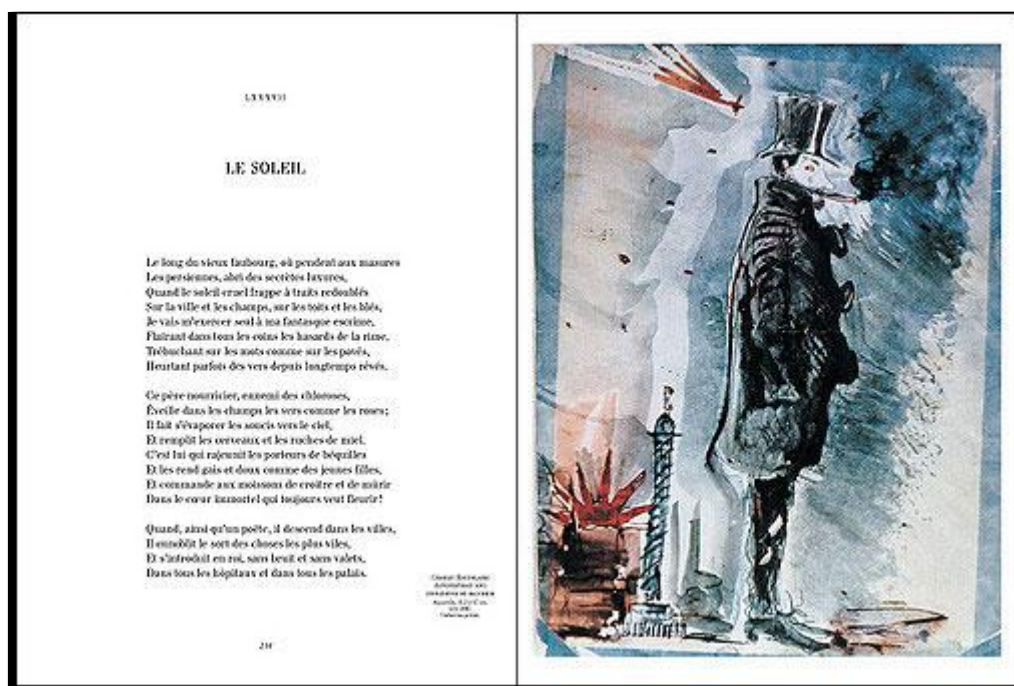 LXXXVII
LE SOLEIL
Le long du vieux faubourg, où pendent aux masures
Les persiennes, abri des secrètes luxures,
Quand le soleil cruel frappe à traits redoublés
Sur la ville et les champs, sur les toits et les blés,
Je vais m'exercer seul à ma fantasque escrime,
Flairant dans tous les coins les hasards de la rime,
Trébuchant sur les mots comme sur les pavés,
Heurtant parfois des vers depuis longtemps rêvés.
Ce père nourricier, ennemi des chloroses,
Éveille dans les champs les vers comme les roses;
Il fait s'évaporer les soucis vers le ciel,
Et remplit les cerveaux et les ruches de miel.
C'est lui qui rajeunit les porteurs de béquilles
Et les rend gais et doux comme des jeunes filles,
Et commande aux moissons de croître et de mûrir
Dans le cœur immortel qui toujours veut fleurir!
Quand, ainsi qu'un poète, il descend dans les villes,
Il ennoblit le sort des choses les plus viles,
Et s'introduit en roi, sans bruit et sans valets,
Dans tous les hôpitaux et dans tous les palais.
Charles Baudelaire